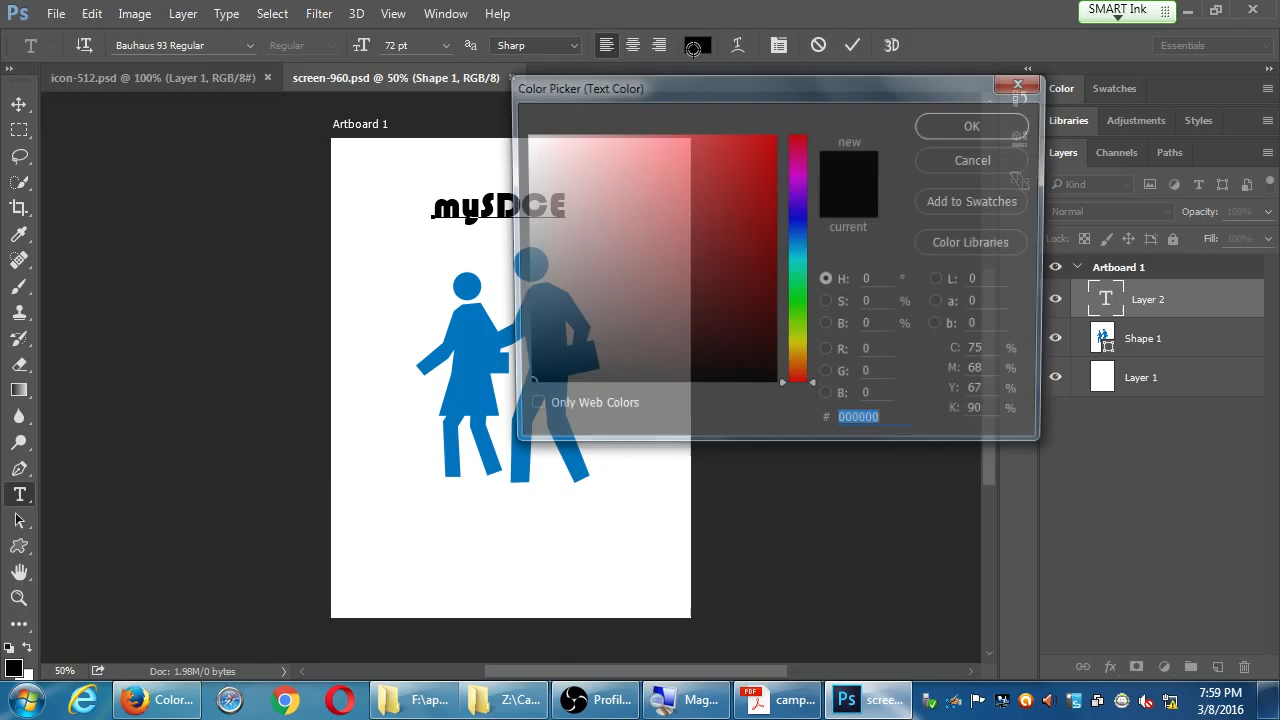 Ps File Edit Image Layer Type Select Filter 3D View Window Help
SMART Ink
T Bauhaus 93 Regular Regular 72 pt Sharp 3D Essentials
icon-512.psd @ 100% (Layer 1, RGB/8#) × screen-960.psd @ 50% (Shape 1, RGB/8) ×
Color Picker (Text Color)
Color Swatches
Artboard 1
mySDCE
new
current
OK
Cancel
Add to Swatches
Color Libraries
H: 0 ° L: 0
S: 0 % a: 0
B: 0 % b: 0
R: 0 C: 75 %
G: 0 M: 68 %
B: 0 Y: 67 %
# 000000 K: 90 %
Only Web Colors
Libraries Adjustments Styles
Layers Channels Paths
Kind
Normal Opacity: 100%
Lock: Fill: 100%
Artboard 1
T Layer 2
Shape 1
Layer 1
50% Doc: 1.98M/0 bytes
Color... F:\ap... Z:\Ca... Profil... Mag... PDF camp... Ps scree...
7:59 PM
3/8/2016